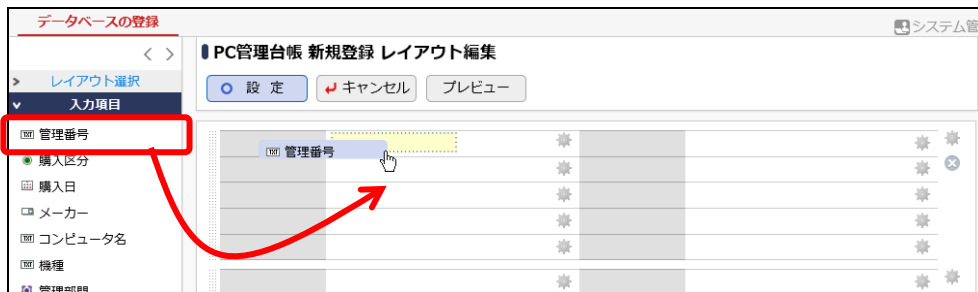 データベースの登録
システム管
レイアウト選択
入力項目
管理番号
購入区分
購入日
メーカー
コンピュータ名
機種
管理部門
PC管理台帳 新規登録 レイアウト編集
設 定
キャンセル
プレビュー
管理番号